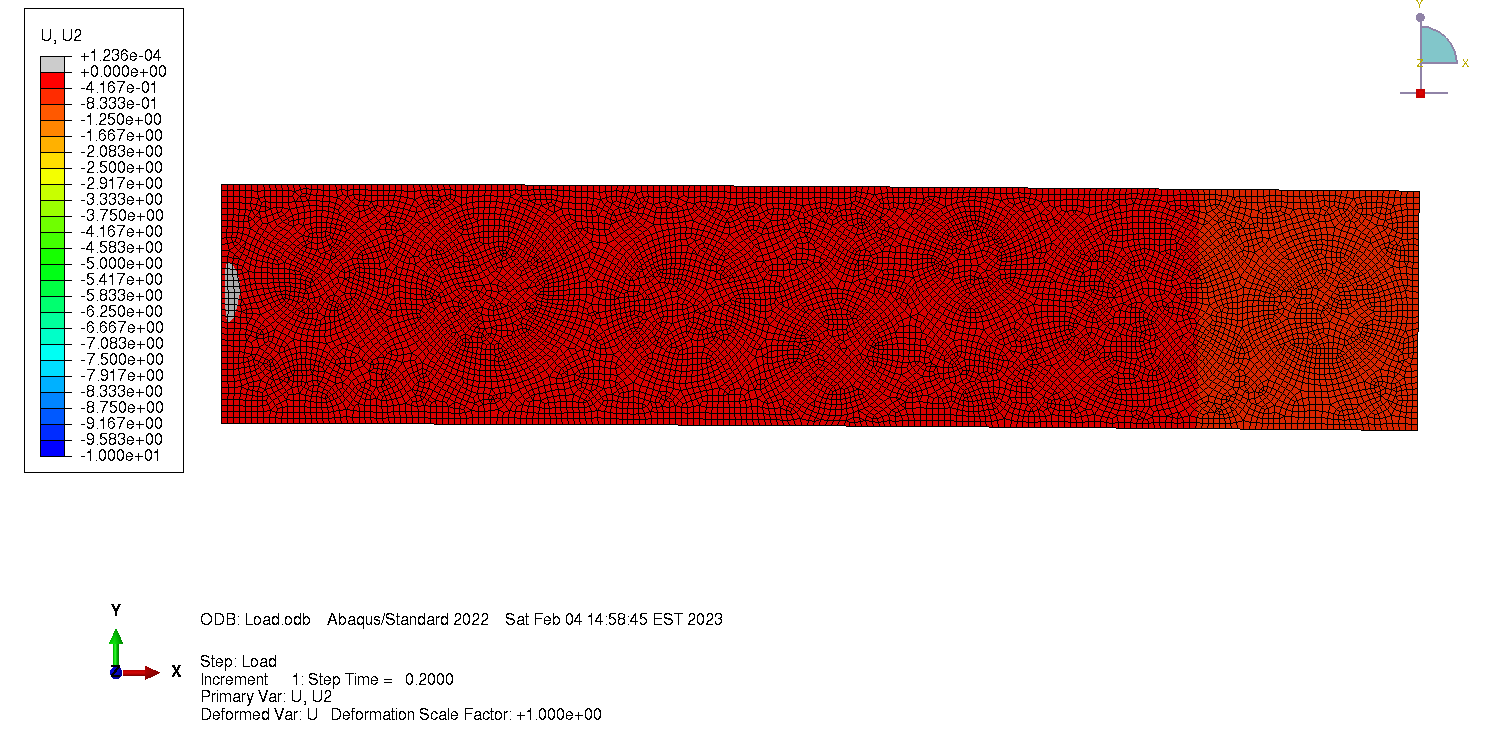 U, U2
+1.236e-04
+0.000e+00
-4.167e-01
-8.333e-01
-1.250e+00
-1.667e+00
-2.083e+00
-2.500e+00
-2.917e+00
-3.333e+00
-3.750e+00
-4.167e+00
-4.583e+00
-5.000e+00
-5.417e+00
-5.833e+00
-6.250e+00
-6.667e+00
-7.083e+00
-7.500e+00
-7.917e+00
-8.333e+00
-8.750e+00
-9.167e+00
-9.583e+00
-1.000e+01
Y
Z X
Y
Z X
ODB: Load.odb Abaqus/Standard 2022 Sat Feb 04 14:58:45 EST 2023
Step: Load
Increment 1: Step Time = 0.2000
Primary Var: U, U2
Deformed Var: U Deformation Scale Factor: +1.000e+00